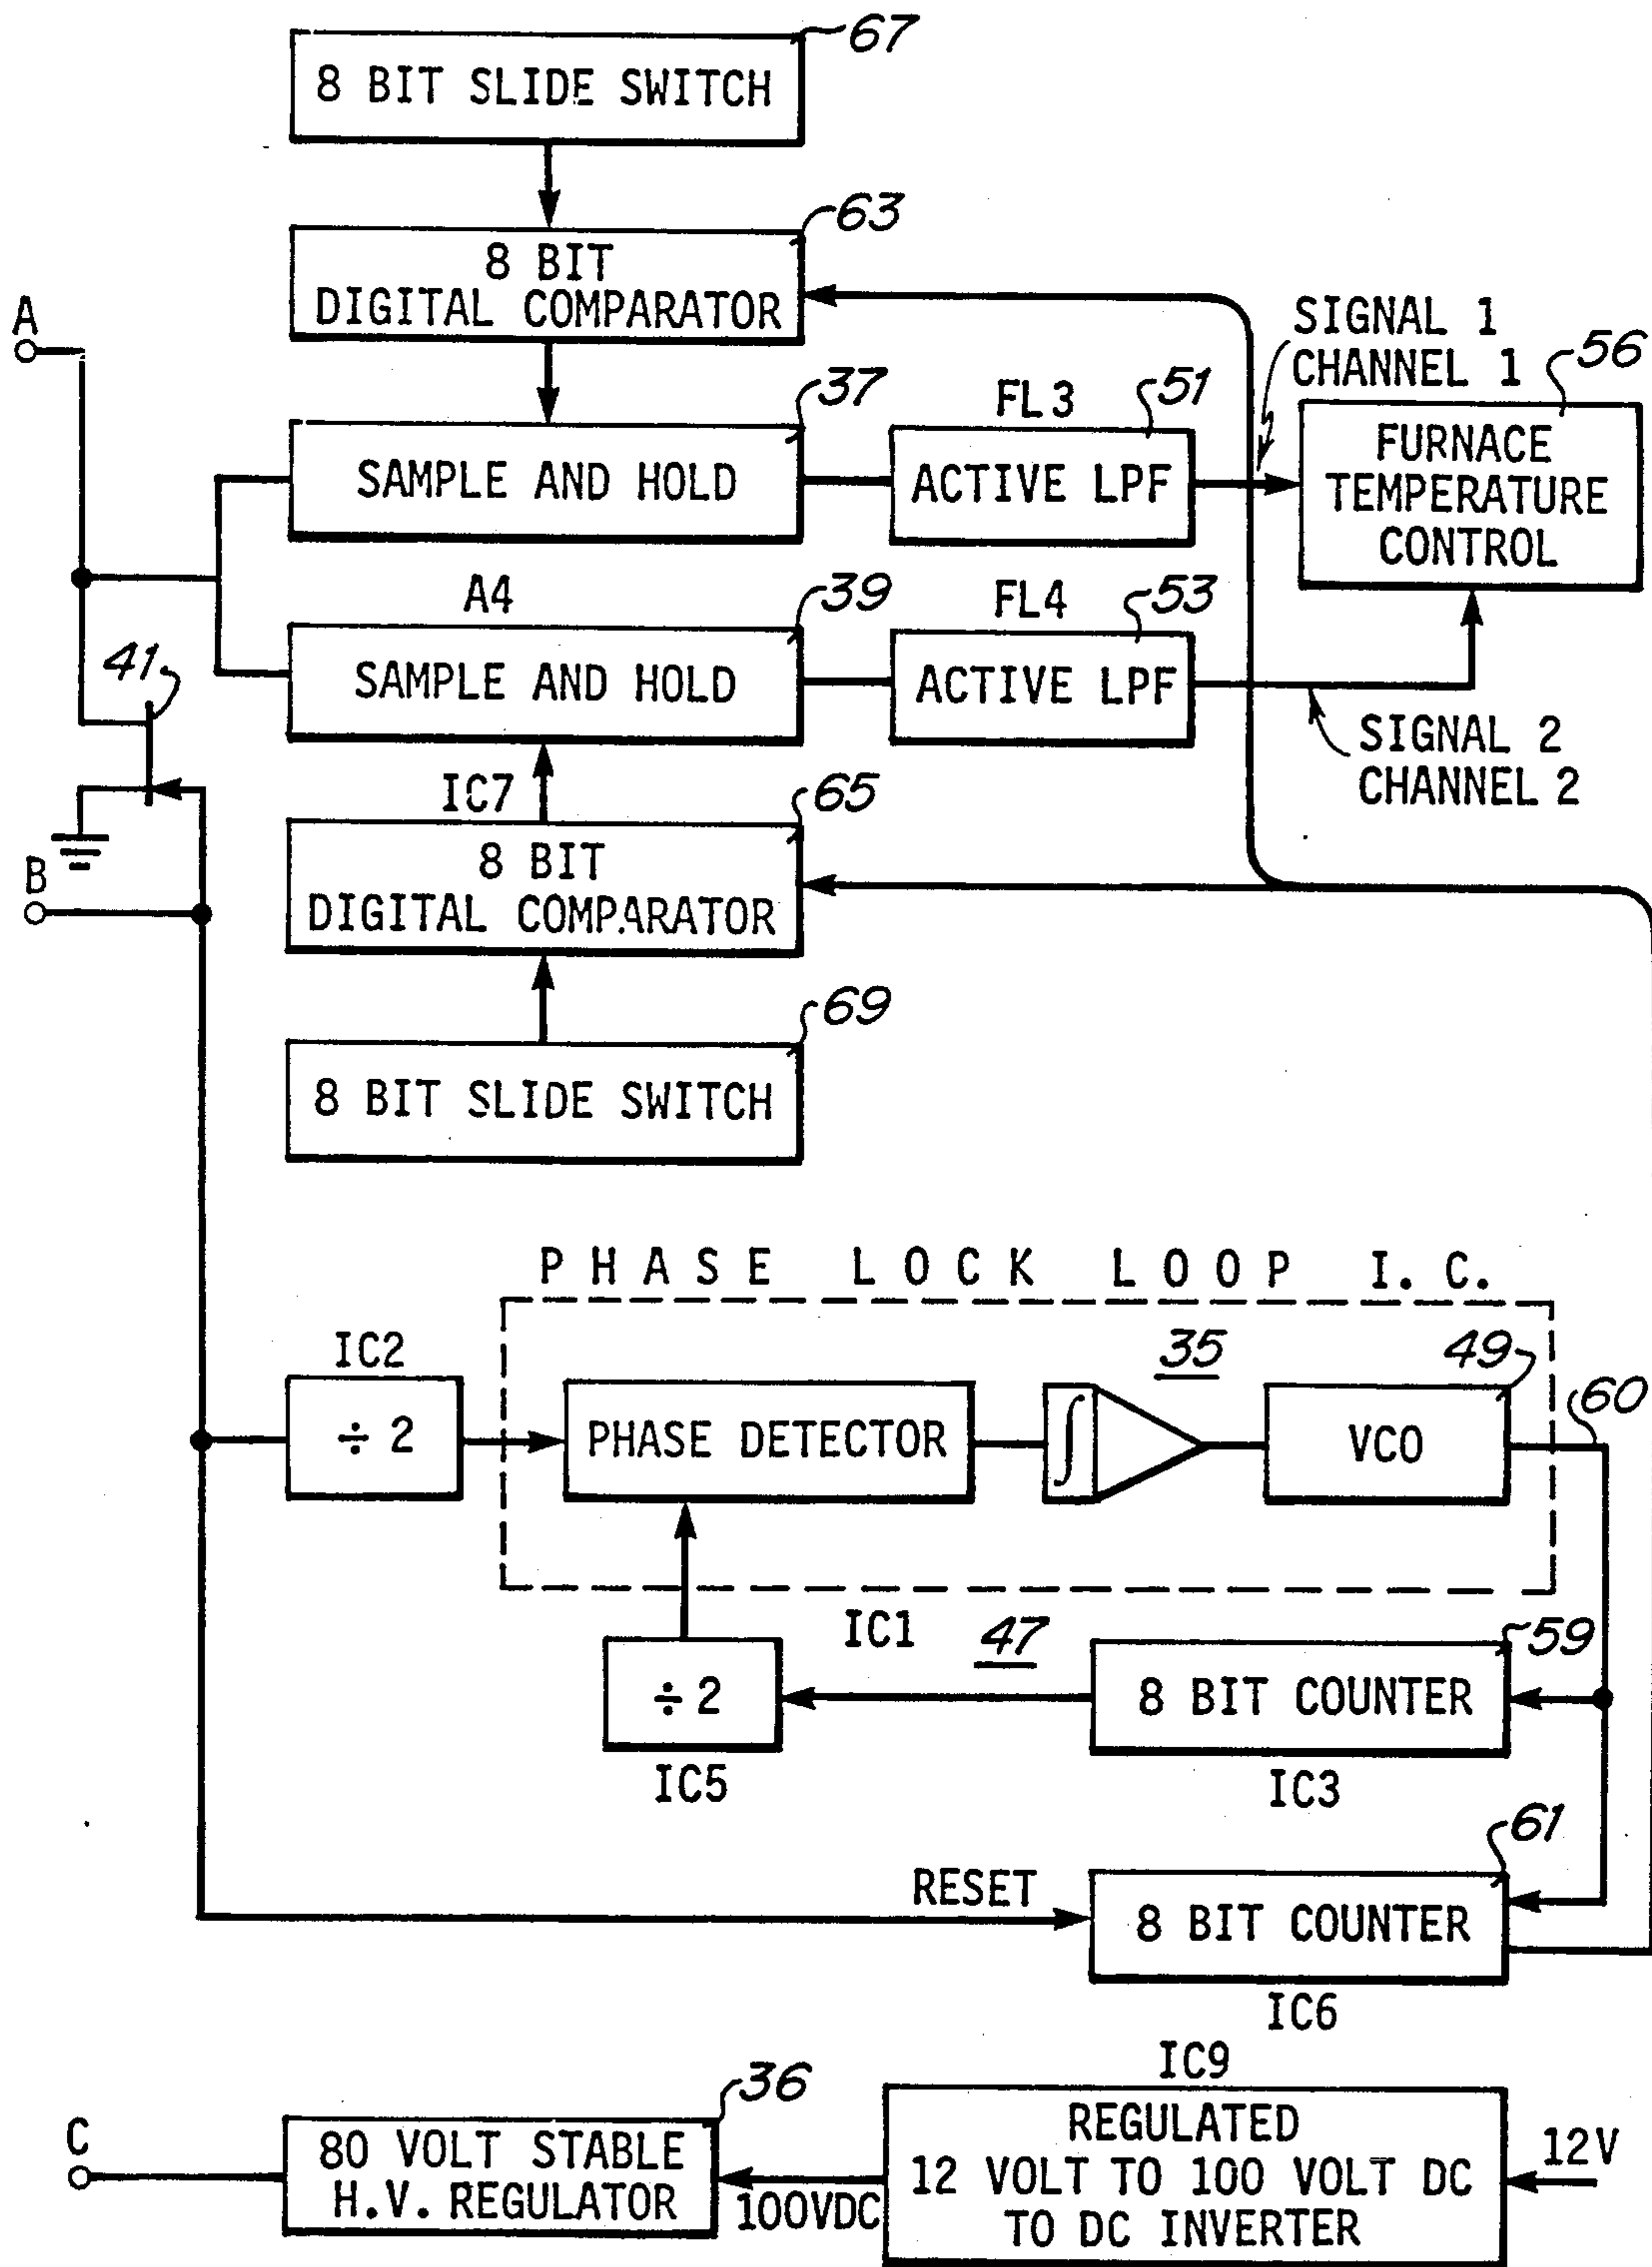 67
8 BIT SLIDE SWITCH
63
8 BIT
DIGITAL COMPARATOR
A
SIGNAL 1
CHANNEL 1
56
37
FL3
51
SAMPLE AND HOLD
ACTIVE LPF
FURNACE
TEMPERATURE
CONTROL
A4
39
FL4
53
41
SAMPLE AND HOLD
ACTIVE LPF
SIGNAL 2
CHANNEL 2
IC7
65
B
8 BIT
DIGITAL COMPARATOR
69
8 BIT SLIDE SWITCH
PHASE LOCK LOOP I.C.
IC2
35
49
60
÷ 2
PHASE DETECTOR
∫
VCO
IC1
47
59
÷ 2
8 BIT COUNTER
IC5
IC3
61
RESET
8 BIT COUNTER
IC6
IC9
36
C
80 VOLT STABLE
H.V. REGULATOR
100VDC
REGULATED
12 VOLT TO 100 VOLT DC
TO DC INVERTER
12V